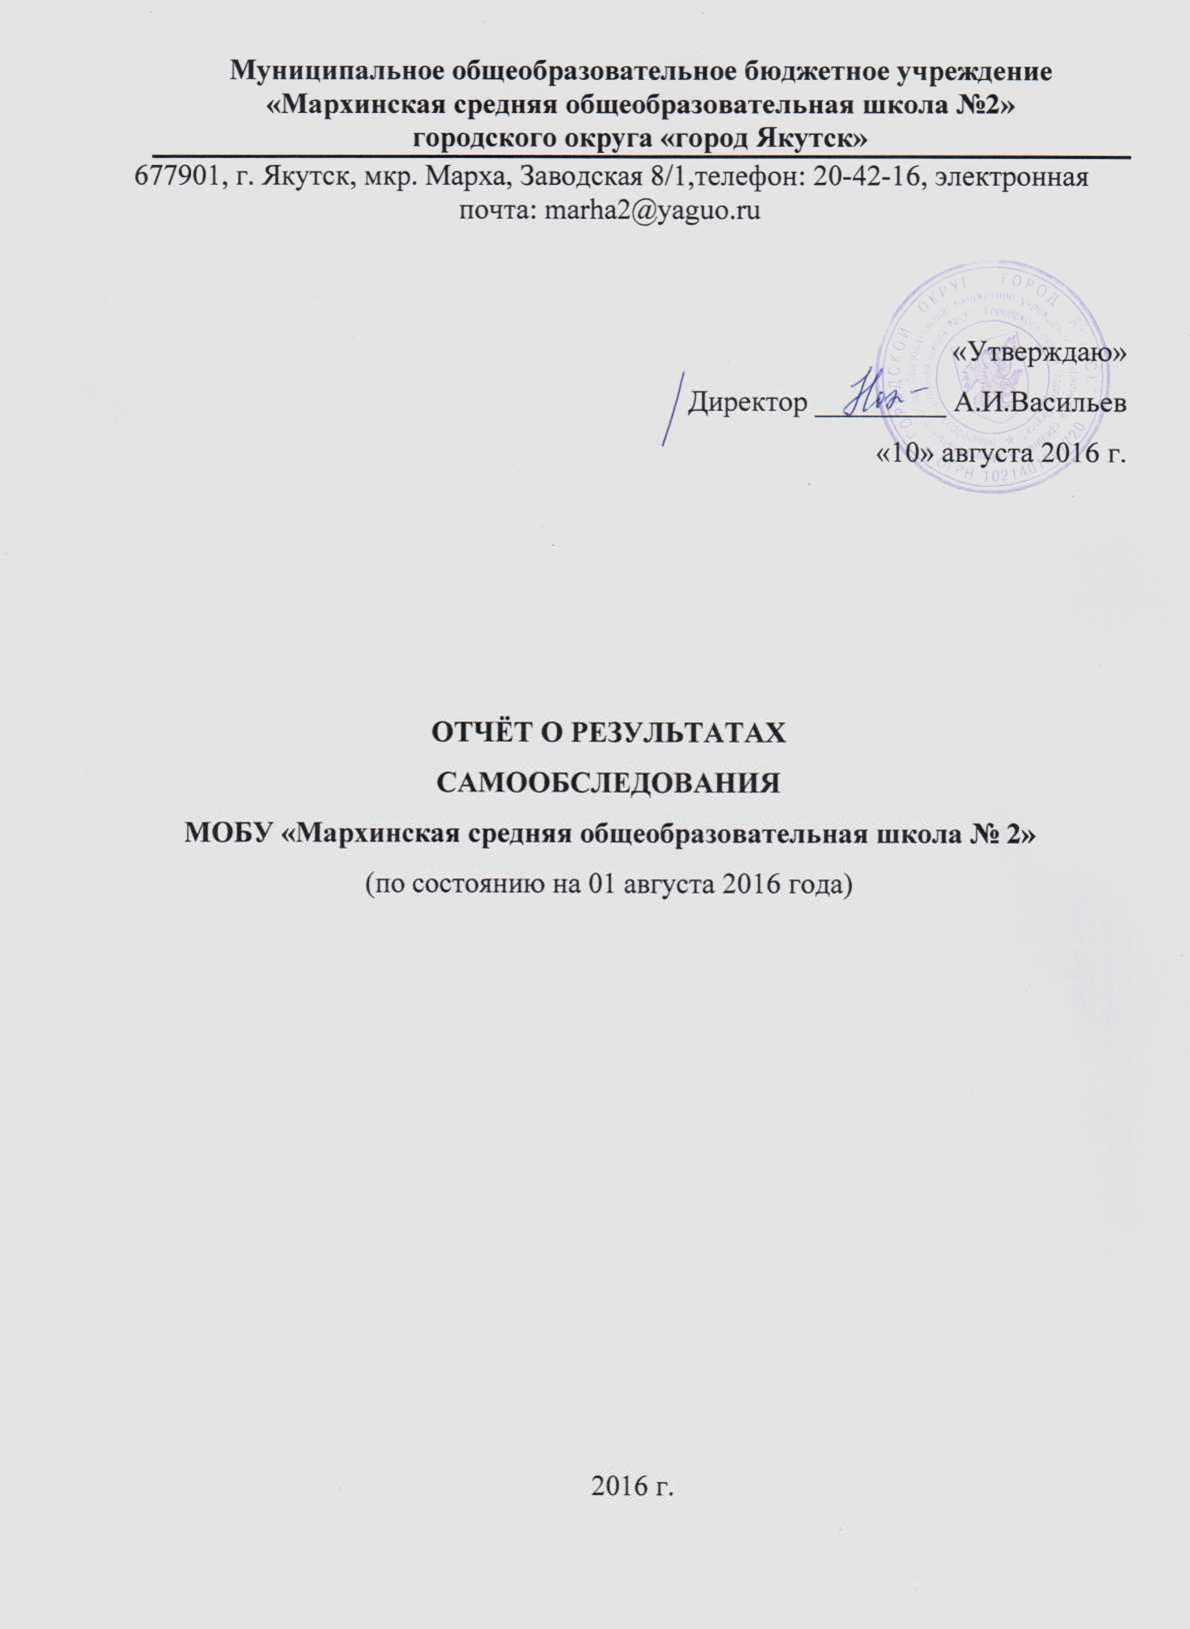 Муниципальное общеобразовательное бюджетное учреждение
«Мархинская средняя общеобразовательная школа №2»
городского округа «город Якутск»
677901, г. Якутск, мкр. Марха, Заводская 8/1,телефон: 20-42-16, электронная
почта: marha2@yaguo.ru
ОКРУГ ГОРОД
«Утверждаю»
Директор __________ А.И.Васильев
«10» августа 2016 г.
ОТЧЁТ О РЕЗУЛЬТАТАХ
САМООБСЛЕДОВАНИЯ
МОБУ «Мархинская средняя общеобразовательная школа № 2»
(по состоянию на 01 августа 2016 года)
2016 г.